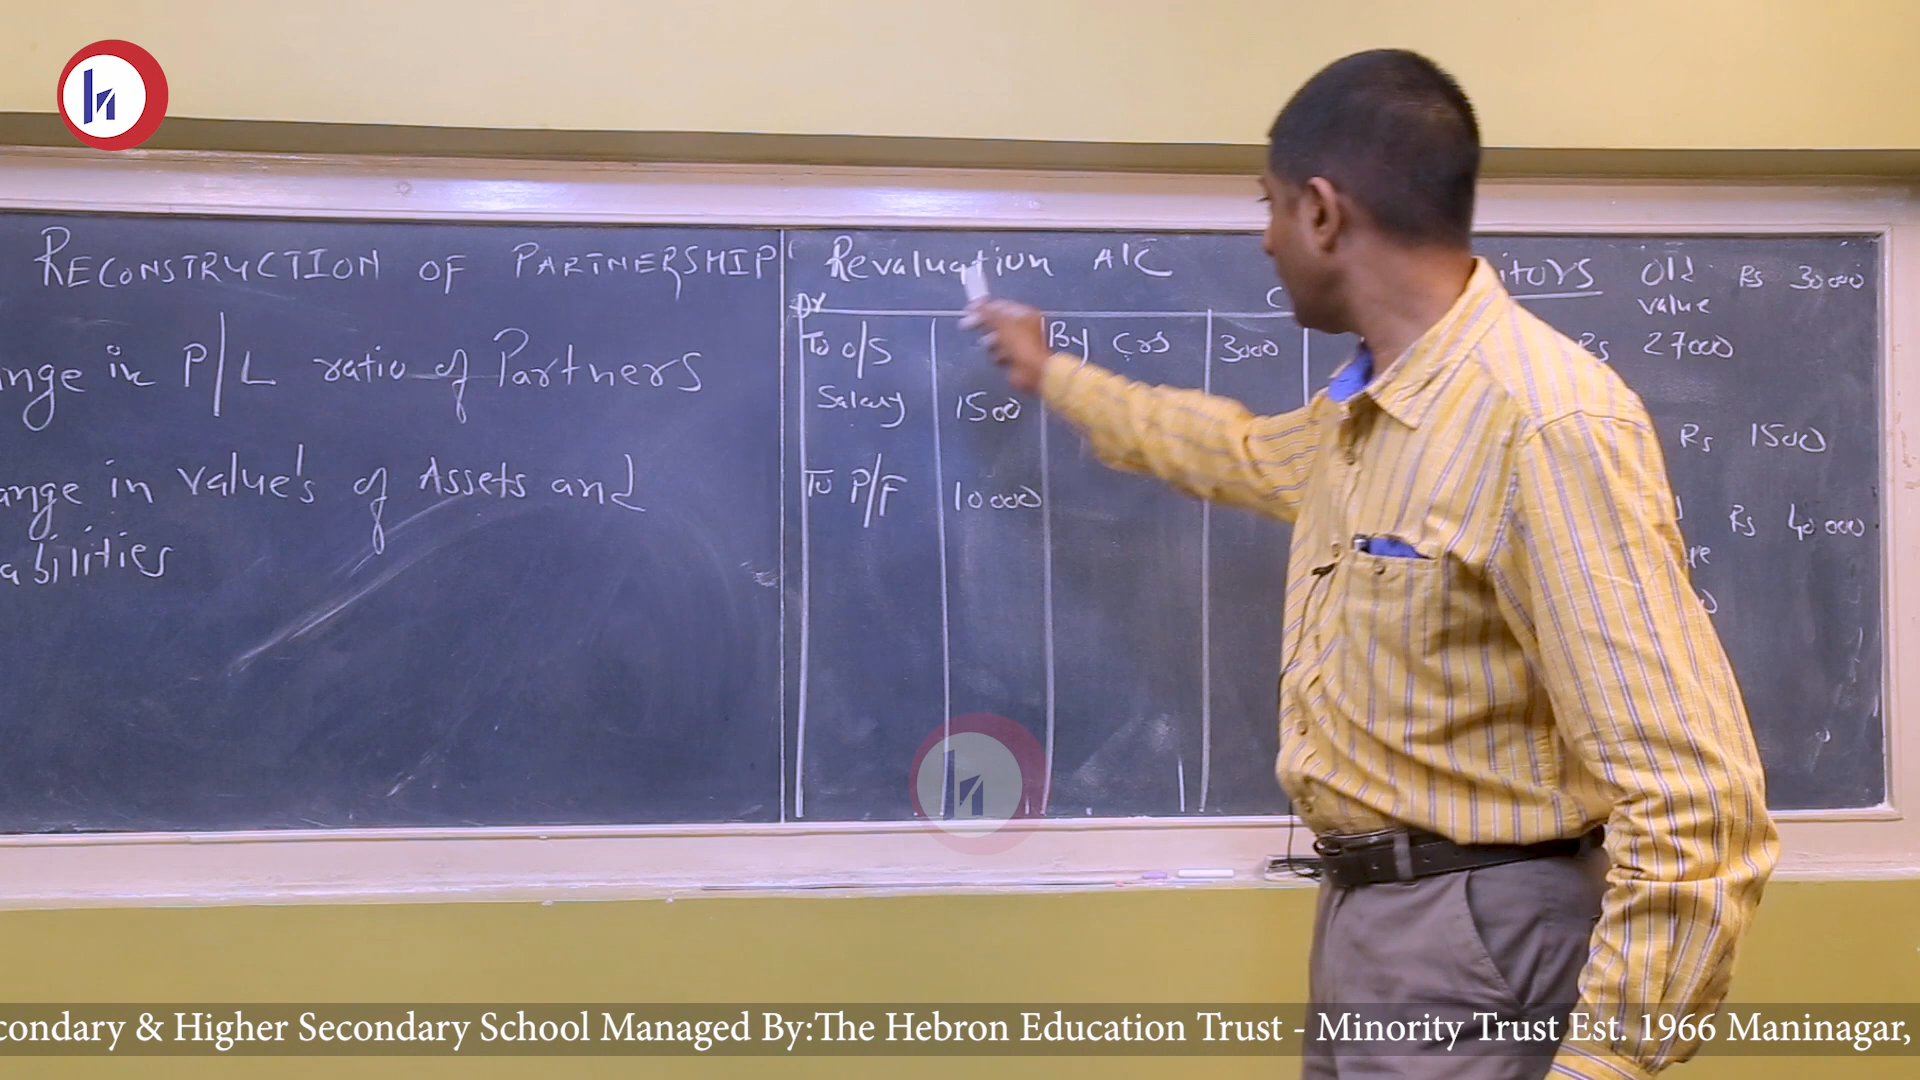 RECONSTRUCTION OF PARTNERSHIP
nge in P/L ratio of Partners
ange in value's of Assets and
abilities
Revaluation A/C
Dr
C
To O/S
Salary 1500
To P/F 10000
By Crs 3000
itors Old value Rs 30000
Rs 27000
Rs 1500
Rs 40000
condary & Higher Secondary School Managed By:The Hebron Education Trust - Minority Trust Est. 1966 Maninagar,